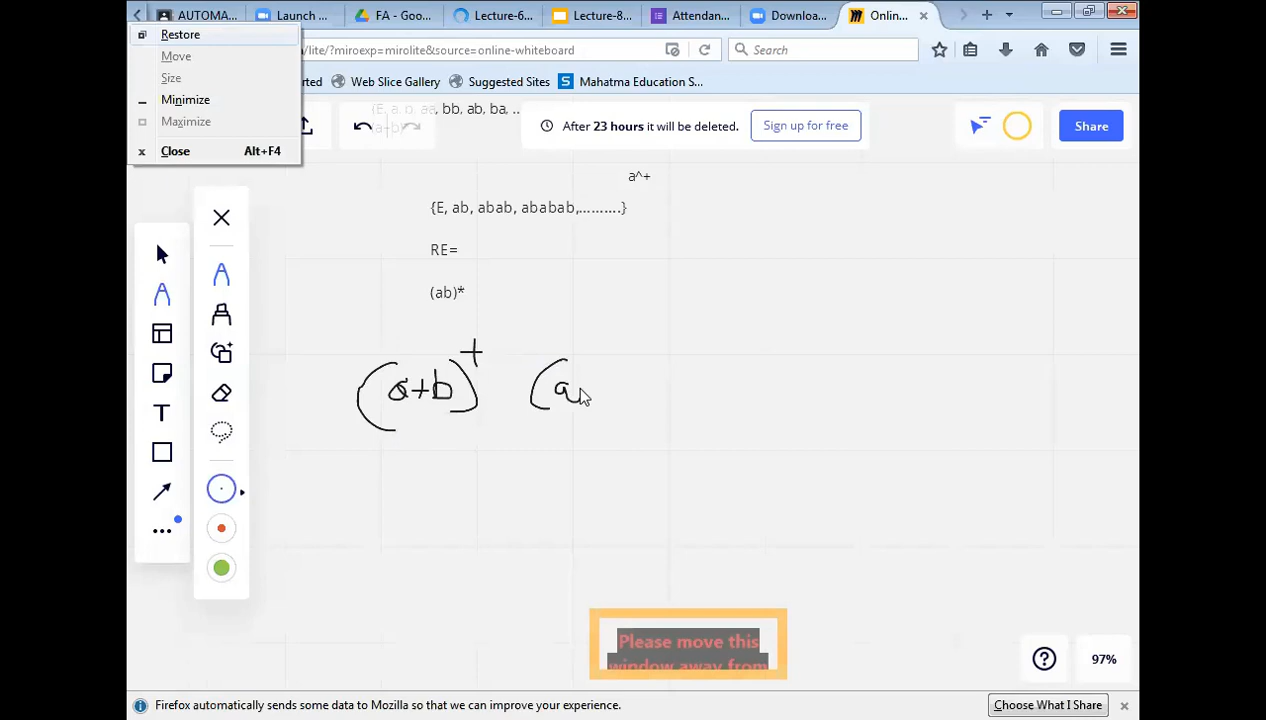 AUTOMA... Launch ... FA - Goo... Lecture-6... Lecture-8... Attendan... Downloa... Onlin...
Restore
Move
Size
Minimize
Maximize
Close Alt+F4
/lite/?miroexp=mirolite&source=online-whiteboard
Search
Web Slice Gallery Suggested Sites Mahatma Education S...
{E, a, b, aa, bb, ab, ba, ..
After 23 hours it will be deleted. Sign up for free
Share
a^+
{E, ab, abab, ababab,..........}
RE=
(ab)*
(a+b)+ (a
Please move this
window away from
97%
Firefox automatically sends some data to Mozilla so that we can improve your experience. Choose What I Share